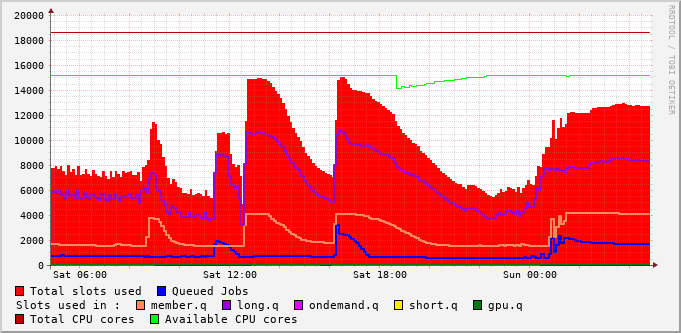 20000
18000
16000
14000
12000
10000
8000
6000
4000
2000
0
Sat 06:00 Sat 12:00 Sat 18:00 Sun 00:00
RRDTOOL / TOBI OETIKER
Total slots used Queued Jobs
Slots used in : member.q long.q ondemand.q short.q gpu.q
Total CPU cores Available CPU cores